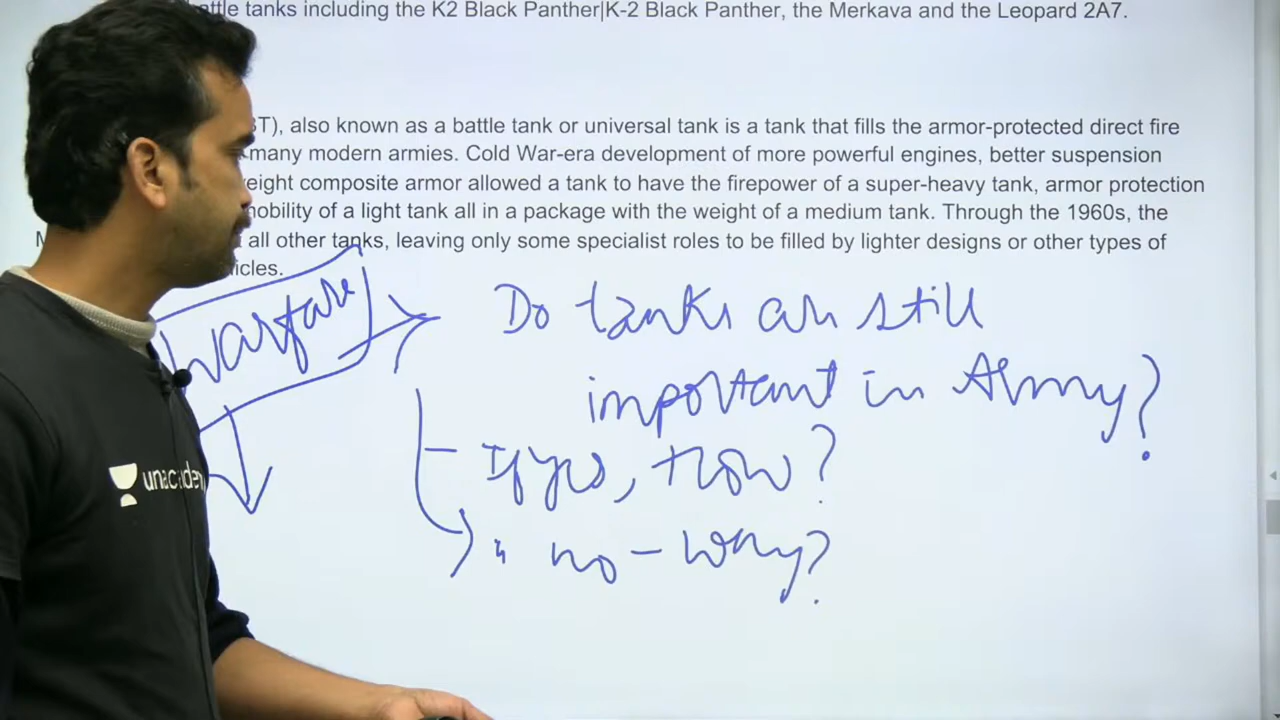 ttle tanks including the K2 Black Panther|K-2 Black Panther, the Merkava and the Leopard 2A7.
BT), also known as a battle tank or universal tank is a tank that fills the armor-protected direct fire
many modern armies. Cold War-era development of more powerful engines, better suspension
eight composite armor allowed a tank to have the firepower of a super-heavy tank, armor protection
mobility of a light tank all in a package with the weight of a medium tank. Through the 1960s, the
M all other tanks, leaving only some specialist roles to be filled by lighter designs or other types of
icles.
Warfare
Do tanks are still
important in Army?
If yes, How?
no - way?
unacadem